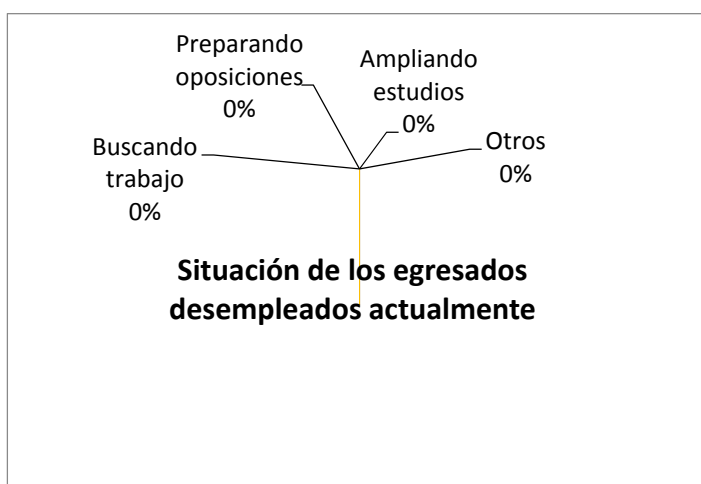 Preparando
oposiciones
0%
Ampliando
estudios
0%
Buscando
trabajo
0%
Otros
0%
Situación de los egresados
desempleados actualmente